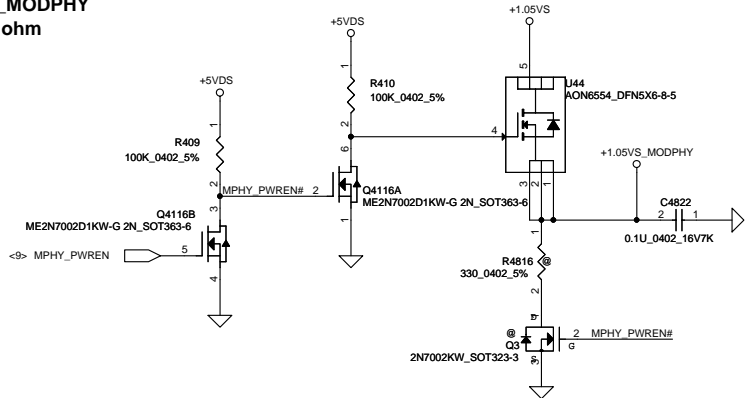 _MODPHY
ohm
+5VDS
+1.05VS
+5VDS
1
R410
100K_0402_5%
2
5
U44
AON6554_DFN5X6-8-5
4
3
2
1
1
R409
100K_0402_5%
2
MPHY_PWREN#
2
6
Q4116A
ME2N7002D1KW-G 2N_SOT363-6
1
+1.05VS_MODPHY
C4822
2
1
0.1U_0402_16V7K
3
Q4116B
ME2N7002D1KW-G 2N_SOT363-6
<9> MPHY_PWREN
5
4
1
R4816
@
330_0402_5%
2
D
@
Q3
2N7002KW_SOT323-3
2
G
MPHY_PWREN#
S
3